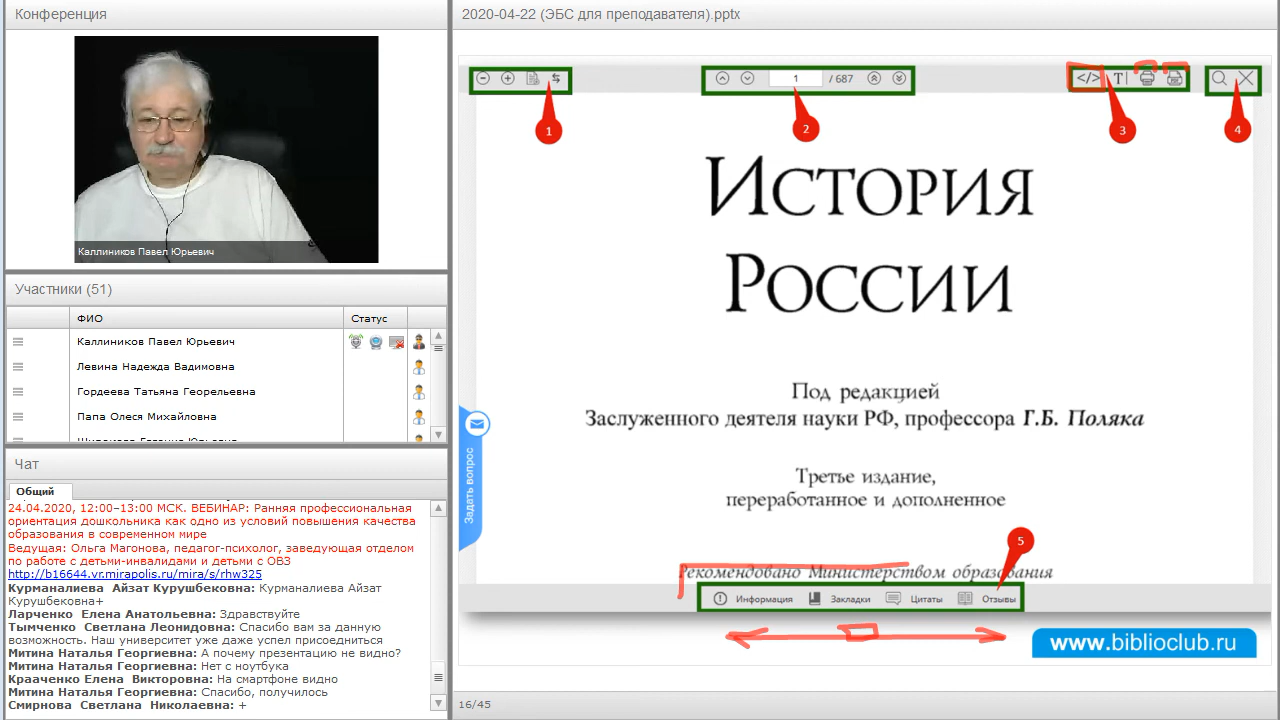 Конференция
Каллиников Павел Юрьевич
Участники (51)
ФИО
Статус
Каллиников Павел Юрьевич
Левина Надежда Вадимовна
Гордеева Татьяна Георельевна
Папа Олеся Михайловна
Чат
Общий
24.04.2020, 12:00–13:00 МСК. ВЕБИНАР: Ранняя профессиональная
ориентация дошкольника как одно из условий повышения качества
образования в современном мире
Ведущая: Ольга Магонова, педагог-психолог, заведующая отделом
по работе с детьми-инвалидами и детьми с ОВЗ
http://b16644.vr.mirapolis.ru/mira/s/rhw325
Курманалиева Айзат Курушбековна: Курманалиева Айзат
Курушбековна+
Ларченко Елена Анатольевна: Здравствуйте
Тымченко Светлана Леонидовна: Спасибо вам за данную
возможность. Наш университет уже даже успел присоединиться
Митина Наталья Георгиевна: А почему презентацию не видно?
Митина Наталья Георгиевна: Нет с ноутбука
Крааченко Елена Викторовна: На смартфоне видно
Митина Наталья Георгиевна: Спасибо, получилось
Смирнова Светлана Николаевна: +
2020-04-22 (ЭБС для преподавателя).pptx
1 / 687
</> T
1
2
3
4
История
России
Под редакцией
Заслуженного деятеля науки РФ, профессора Г.Б. Поляка
Третье издание,
переработанное и дополненное
Задать вопрос
5
Рекомендовано Министерством образования
Информация Закладки Цитаты Отзывы
www.biblioclub.ru
16/45